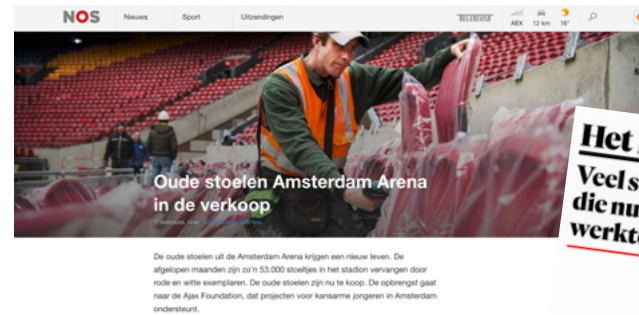 NOS
Nieuws
Sport
Uitzendingen
TELEBOEST
AEX
12 km
16°
Oude stoelen Amsterdam Arena
in de verkoop
De oude stoelen uit de Amsterdam Arena krijgen een nieuw leven. De
afgelopen maanden zijn zo'n 53.000 stoeltjes in het stadion vervangen door
rode en witte exemplaren. De oude stoelen zijn nu te koop. De opbrengst gaat
naar de Ajax Foundation, dat projecten voor kansarme jongeren in Amsterdam
ondersteunt.
Het
Veel s
die nu
werkt